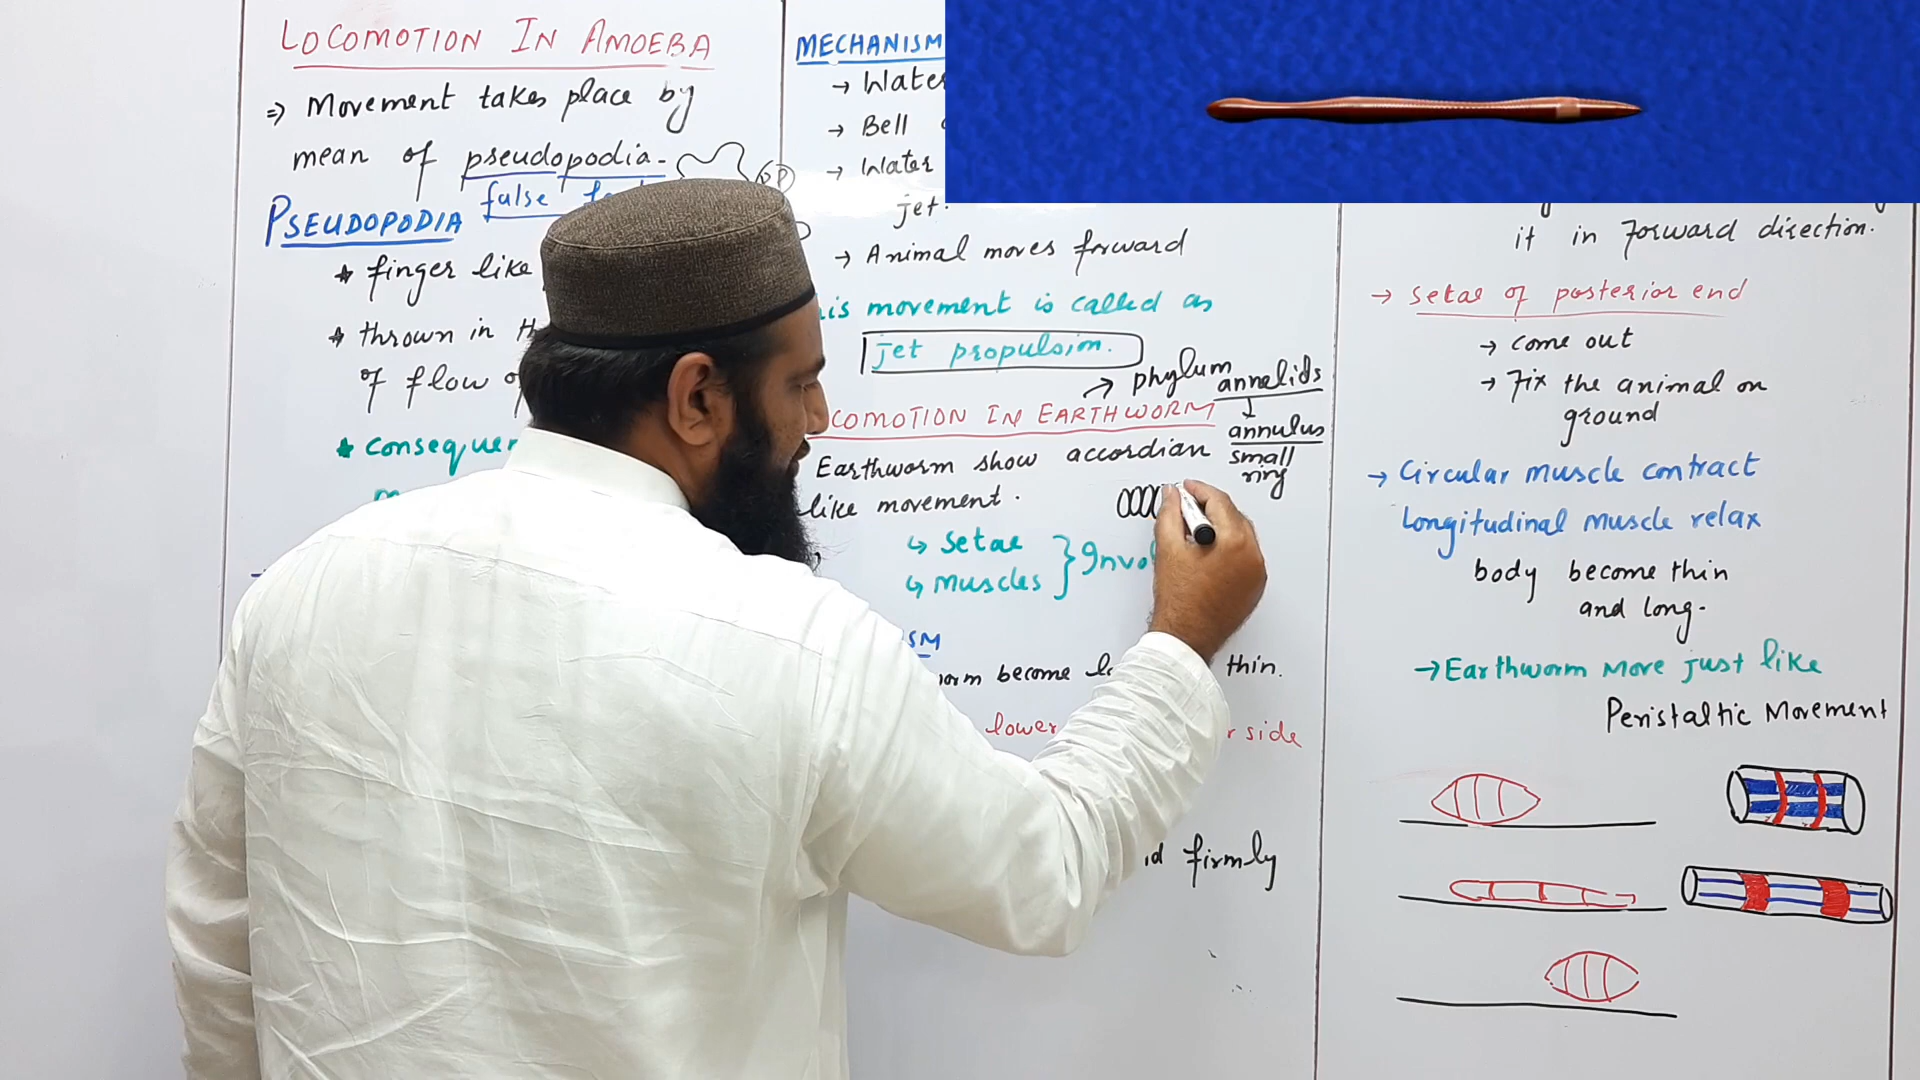 LOCOMOTION IN AMOEBA
⇒ Movement takes place by
mean of pseudopodia-
false
PSEUDOPODIA
★ finger like
★ thrown in th
of flow of
★ consequen
MECHANISM
→ Water
→ Bell
→ Water
jet.
→ Animal moves forward
is movement is called as
jet propulsion.
→ phylum
annelids
COMOTION IN EARTHWORM
annulus
small
ring
Earthworm show accordian
like movement.
↳ setae
↳ muscles } Invol
SM
orm become l thin.
lower side
firmly
it in forward direction.
→ setae of posterior end
→ come out
→ Fix the animal on
ground
→ Circular muscle contract
Longitudinal muscle relax
body become thin
and long.
→ Earthworm move just like
Peristaltic Movement